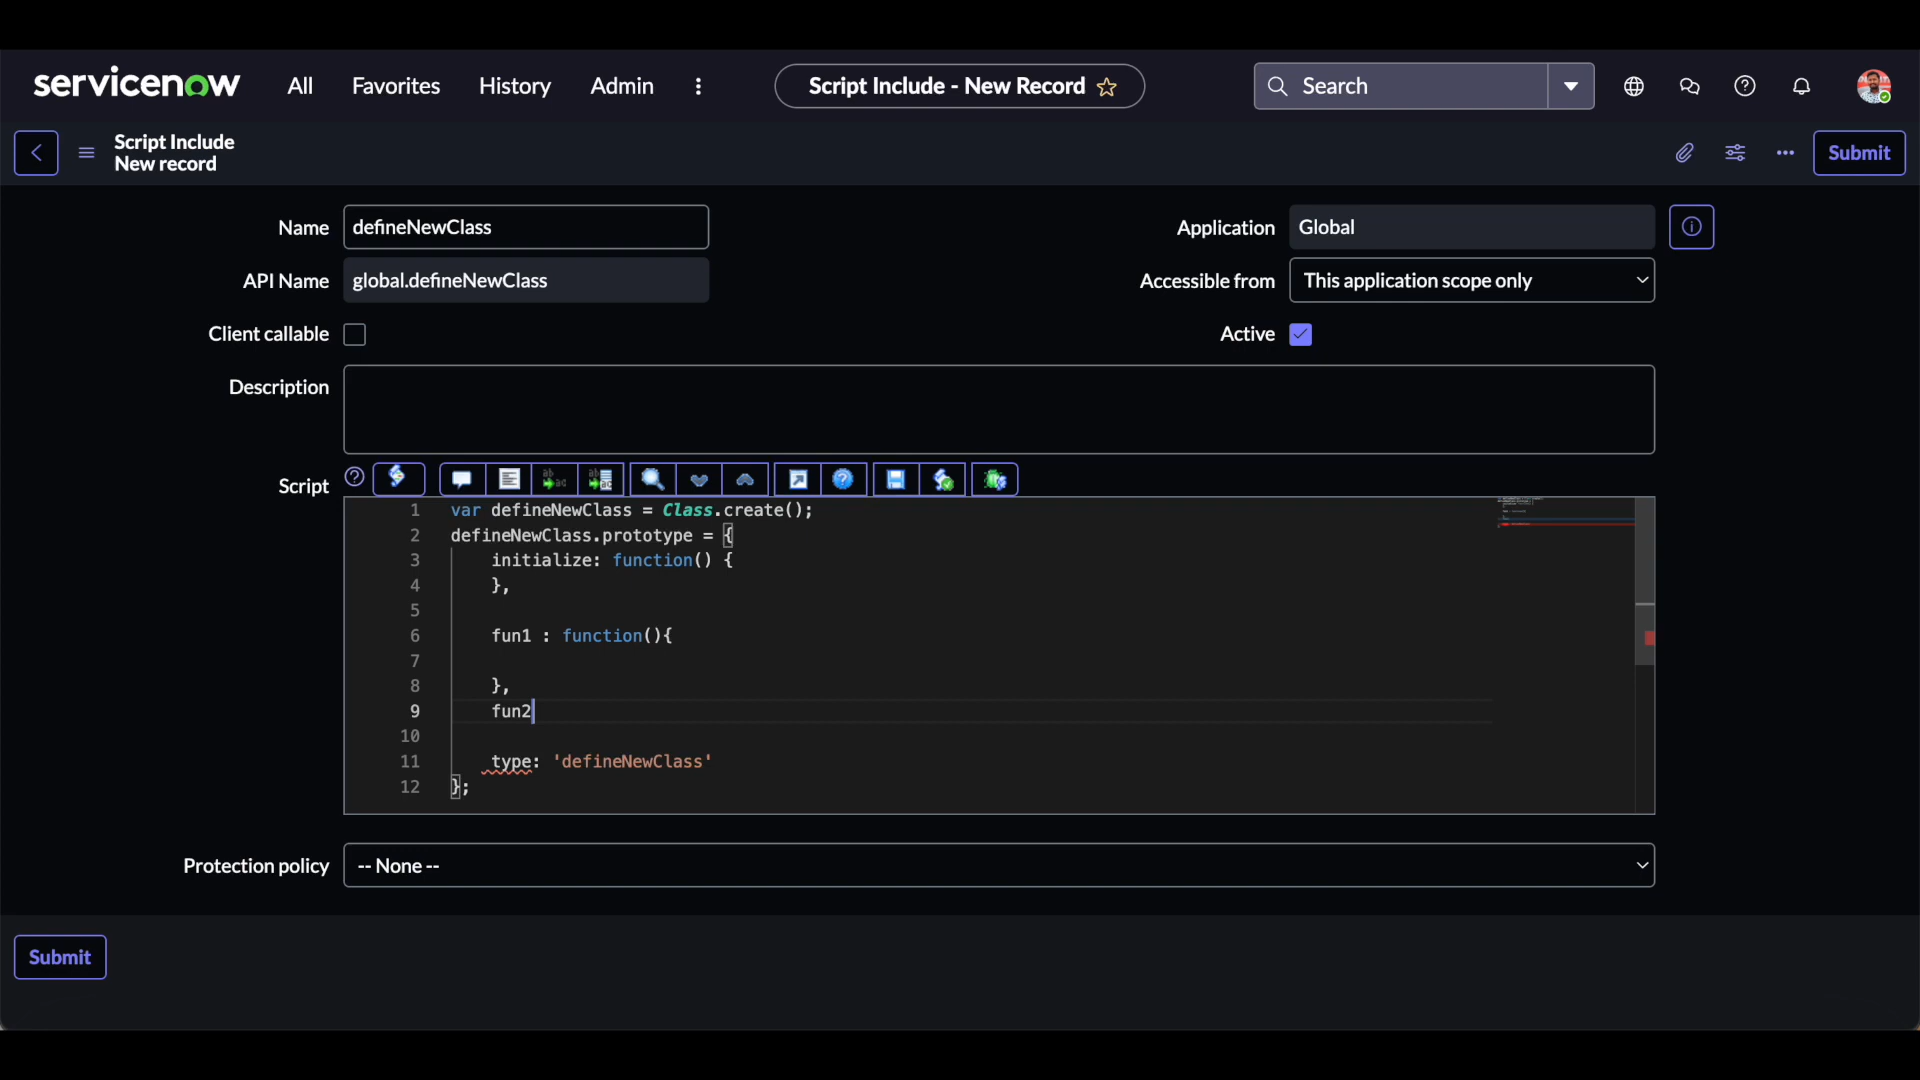 servicenow All Favorites History Admin Script Include - New Record Search
Script Include
New record
Submit
Name defineNewClass Application Global
API Name global.defineNewClass Accessible from This application scope only
Client callable Active
Description
Script
1 var defineNewClass = Class.create();
2 defineNewClass.prototype = {
3 initialize: function() {
4 },
5
6 fun1 : function(){
7
8 },
9 fun2
10
11 type: 'defineNewClass'
12 };
Protection policy -- None --
Submit